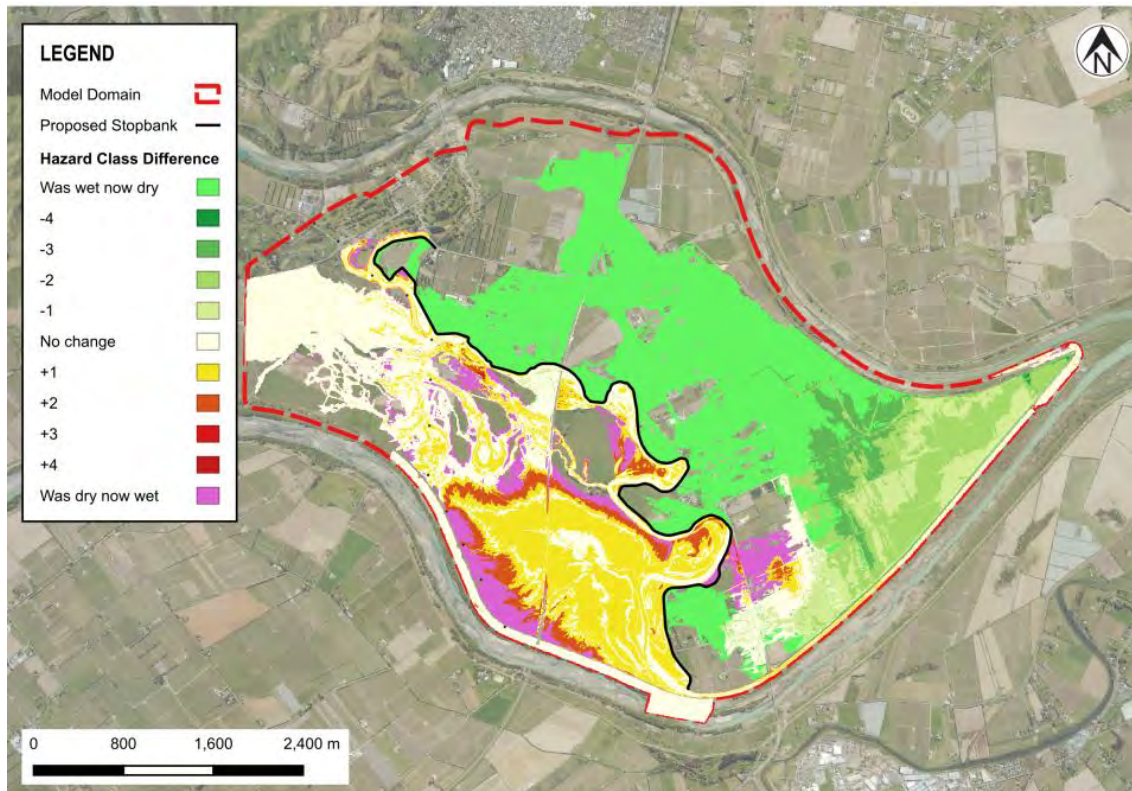 LEGEND
Model Domain
Proposed Stopbank
Hazard Class Difference
Was wet now dry
-4
-3
-2
-1
No change
+1
+2
+3
+4
Was dry now wet
N
0 800 1,600 2,400 m